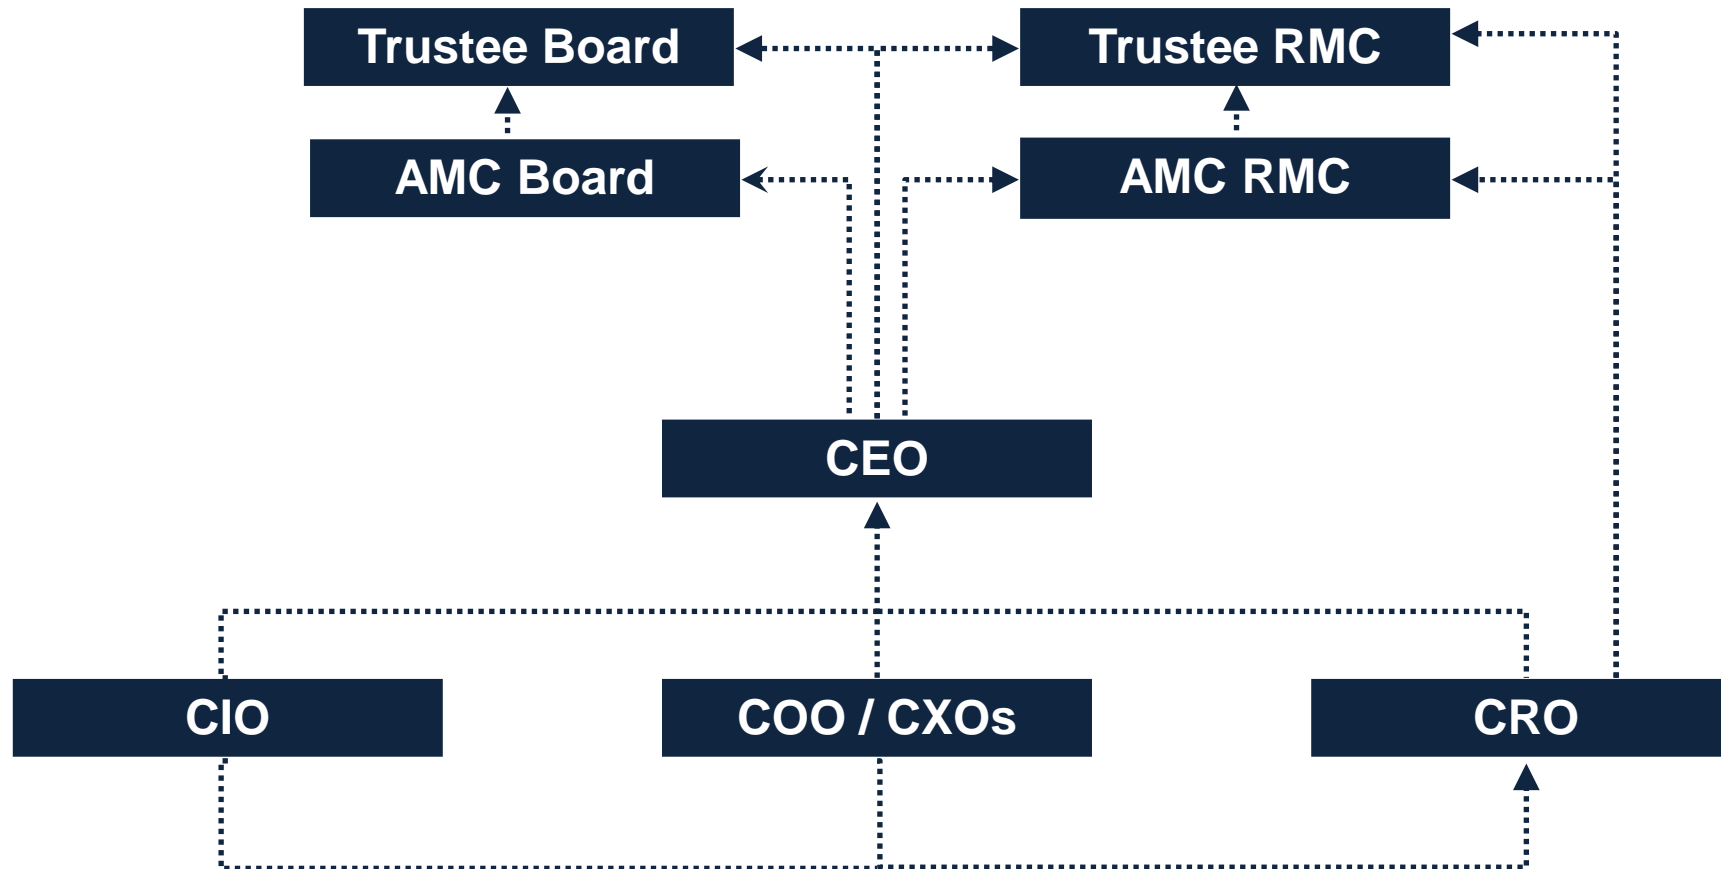 Trustee Board
Trustee RMC
AMC Board
AMC RMC
CEO
CIO
COO / CXOs
CRO